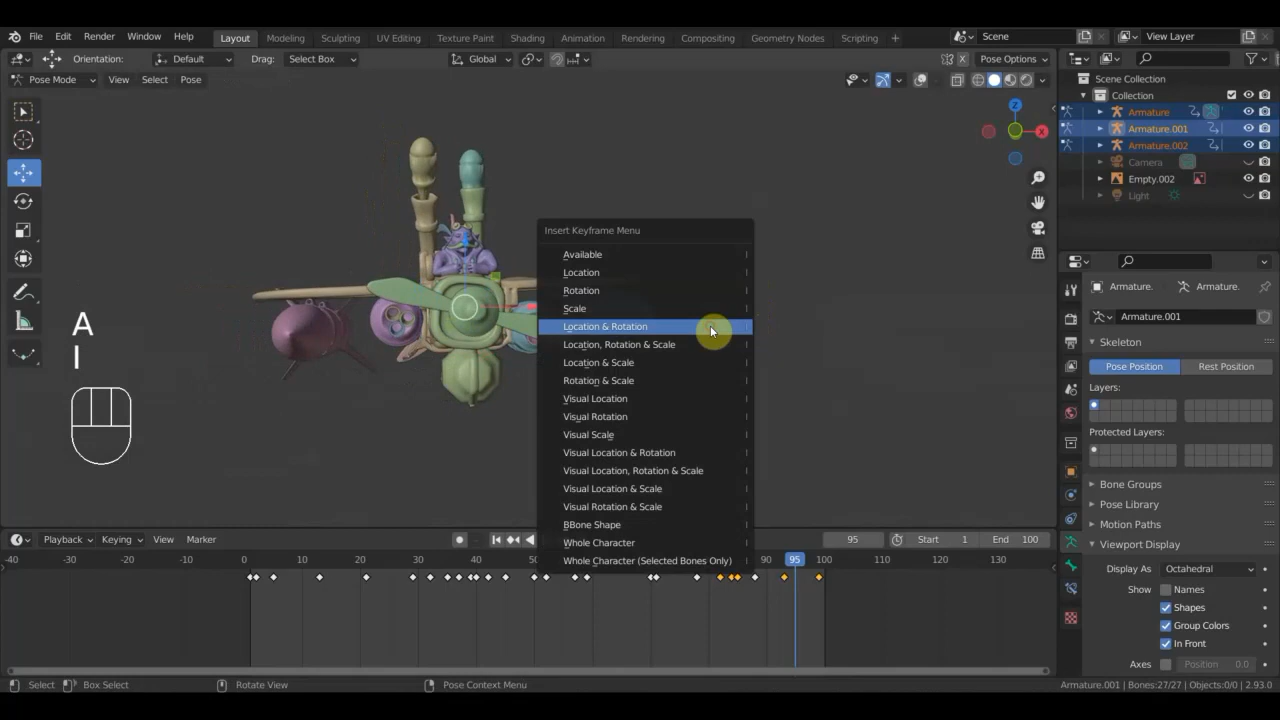 File Edit Render Window Help Layout Modeling Sculpting UV Editing Texture Paint Shading Animation Rendering Compositing Geometry Nodes Scripting + Scene View Layer
Orientation: Default Drag: Select Box Global Pose Options
Pose Mode View Select Pose
Scene Collection
Collection
Armature
Armature.001
Armature.002
Camera
Empty.002
Light
X
Z
A
I
Insert Keyframe Menu
Available I
Location I
Rotation I
Scale I
Location & Rotation I
Location, Rotation & Scale I
Location & Scale I
Rotation & Scale I
Visual Location I
Visual Rotation I
Visual Scale I
Visual Location & Rotation I
Visual Location, Rotation & Scale I
Visual Location & Scale I
Visual Rotation & Scale I
BBone Shape I
Whole Character I
Whole Character (Selected Bones Only) I
Armature. Armature.
Armature.001
Skeleton
Pose Position Rest Position
Layers:
Protected Layers:
Bone Groups
Pose Library
Motion Paths
Viewport Display
Display As Octahedral
Show Names
Shapes
Group Colors
In Front
Axes Position 0.0
Playback Keying View Marker 95 Start 1 End 100
-40 -30 -20 -10 0 10 20 30 40 90 95 110 120 130
Select Box Select Rotate View Pose Context Menu Armature.001 | Bones:27/27 | Objects:0/0 | 2.93.0